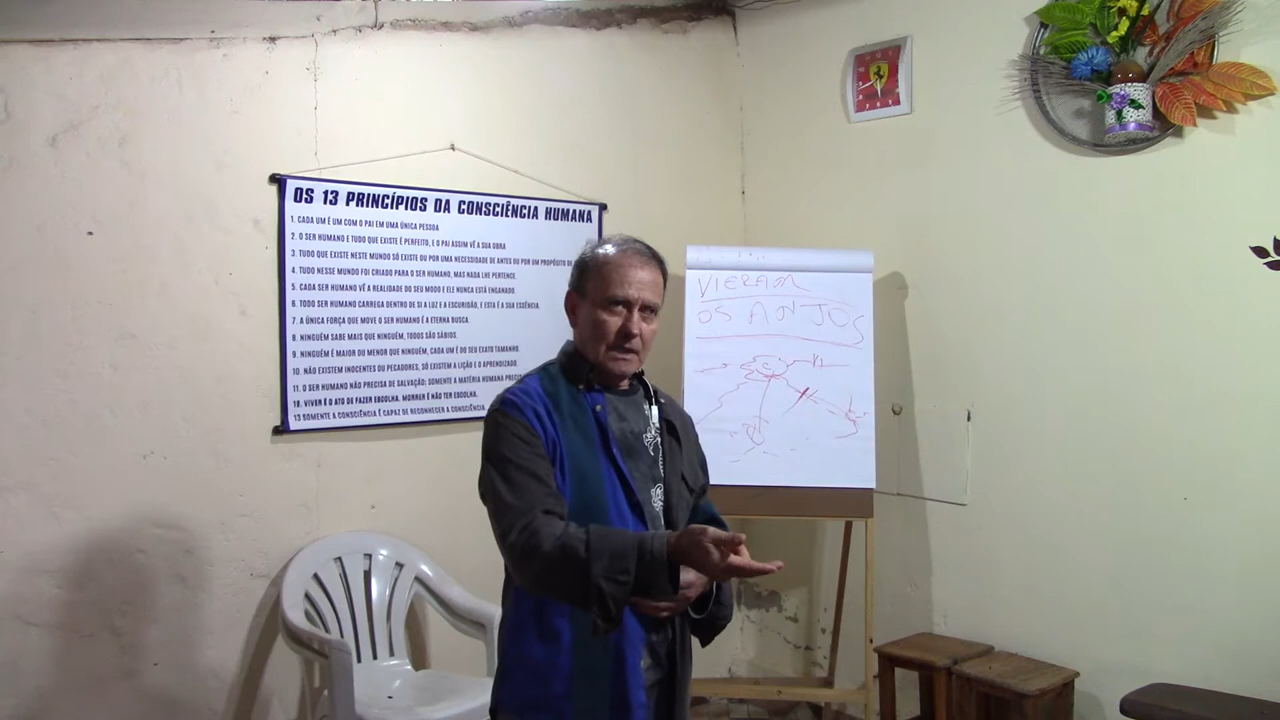 OS 13 PRINCÍPIOS DA CONSCIÊNCIA HUMANA
1. CADA UM É UM COM O PAI EM UMA ÚNICA PESSOA
2. O SER HUMANO E TUDO QUE EXISTE É PERFEITO, E O PAI ASSIM VÊ A SUA OBRA
3. TUDO QUE EXISTE NESTE MUNDO SÓ EXISTE OU POR UMA NECESSIDADE DE ANTES OU POR UM PROPÓSITO DE
4. TUDO NESSE MUNDO FOI CRIADO PARA O SER HUMANO, MAS NADA LHE PERTENCE.
5. CADA SER HUMANO VÊ A REALIDADE DO SEU MODO E ELE NUNCA ESTÁ ENGANADO.
6. TODO SER HUMANO CARREGA DENTRO DE SI A LUZ E A ESCURIDÃO, E ESTA É A SUA ESSÊNCIA.
7. A ÚNICA FORÇA QUE MOVE O SER HUMANO É A ETERNA BUSCA.
8. NINGUÉM SABE MAIS QUE NINGUÉM, TODOS SÃO SÁBIOS.
9. NINGUÉM É MAIOR OU MENOR QUE NINGUÉM, CADA UM É DO SEU EXATO TAMANHO.
10. NÃO EXISTEM INOCENTES OU PECADORES, SÓ EXISTEM A LIÇÃO E O APRENDIZADO.
11. O SER HUMANO NÃO PRECISA DE SALVAÇÃO: SOMENTE A MATÉRIA HUMANA
12. VIVER É O ATO DE FAZER ESCOLHA. MORRER É NÃO TER ESCOLHA.
13 SOMENTE A CONSCIÊNCIA É CAPAZ DE RECONHECER A CONSCIÊNCIA.
VIERAM
OS ANJOS